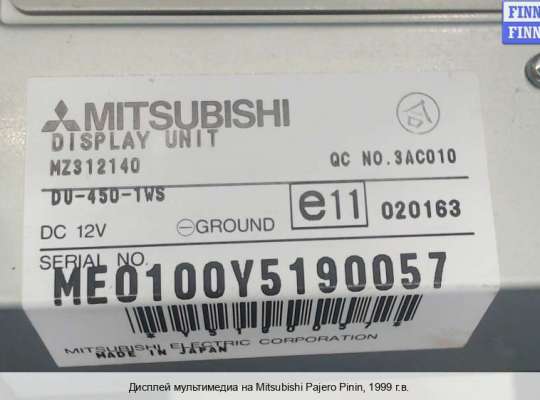 FINN
FINN
MITSUBISHI
DISPLAY UNIT
MZ312140 QC NO.3AC010
DU-450-1WS
DC 12V ⊖GROUND e11 020163
SERIAL NO.
ME0100Y5190057
MITSUBISHI ELECTRIC CORPORATION
MADE IN JAPAN
Дисплей мультимедиа на Mitsubishi Pajero Pinin, 1999 г.в.